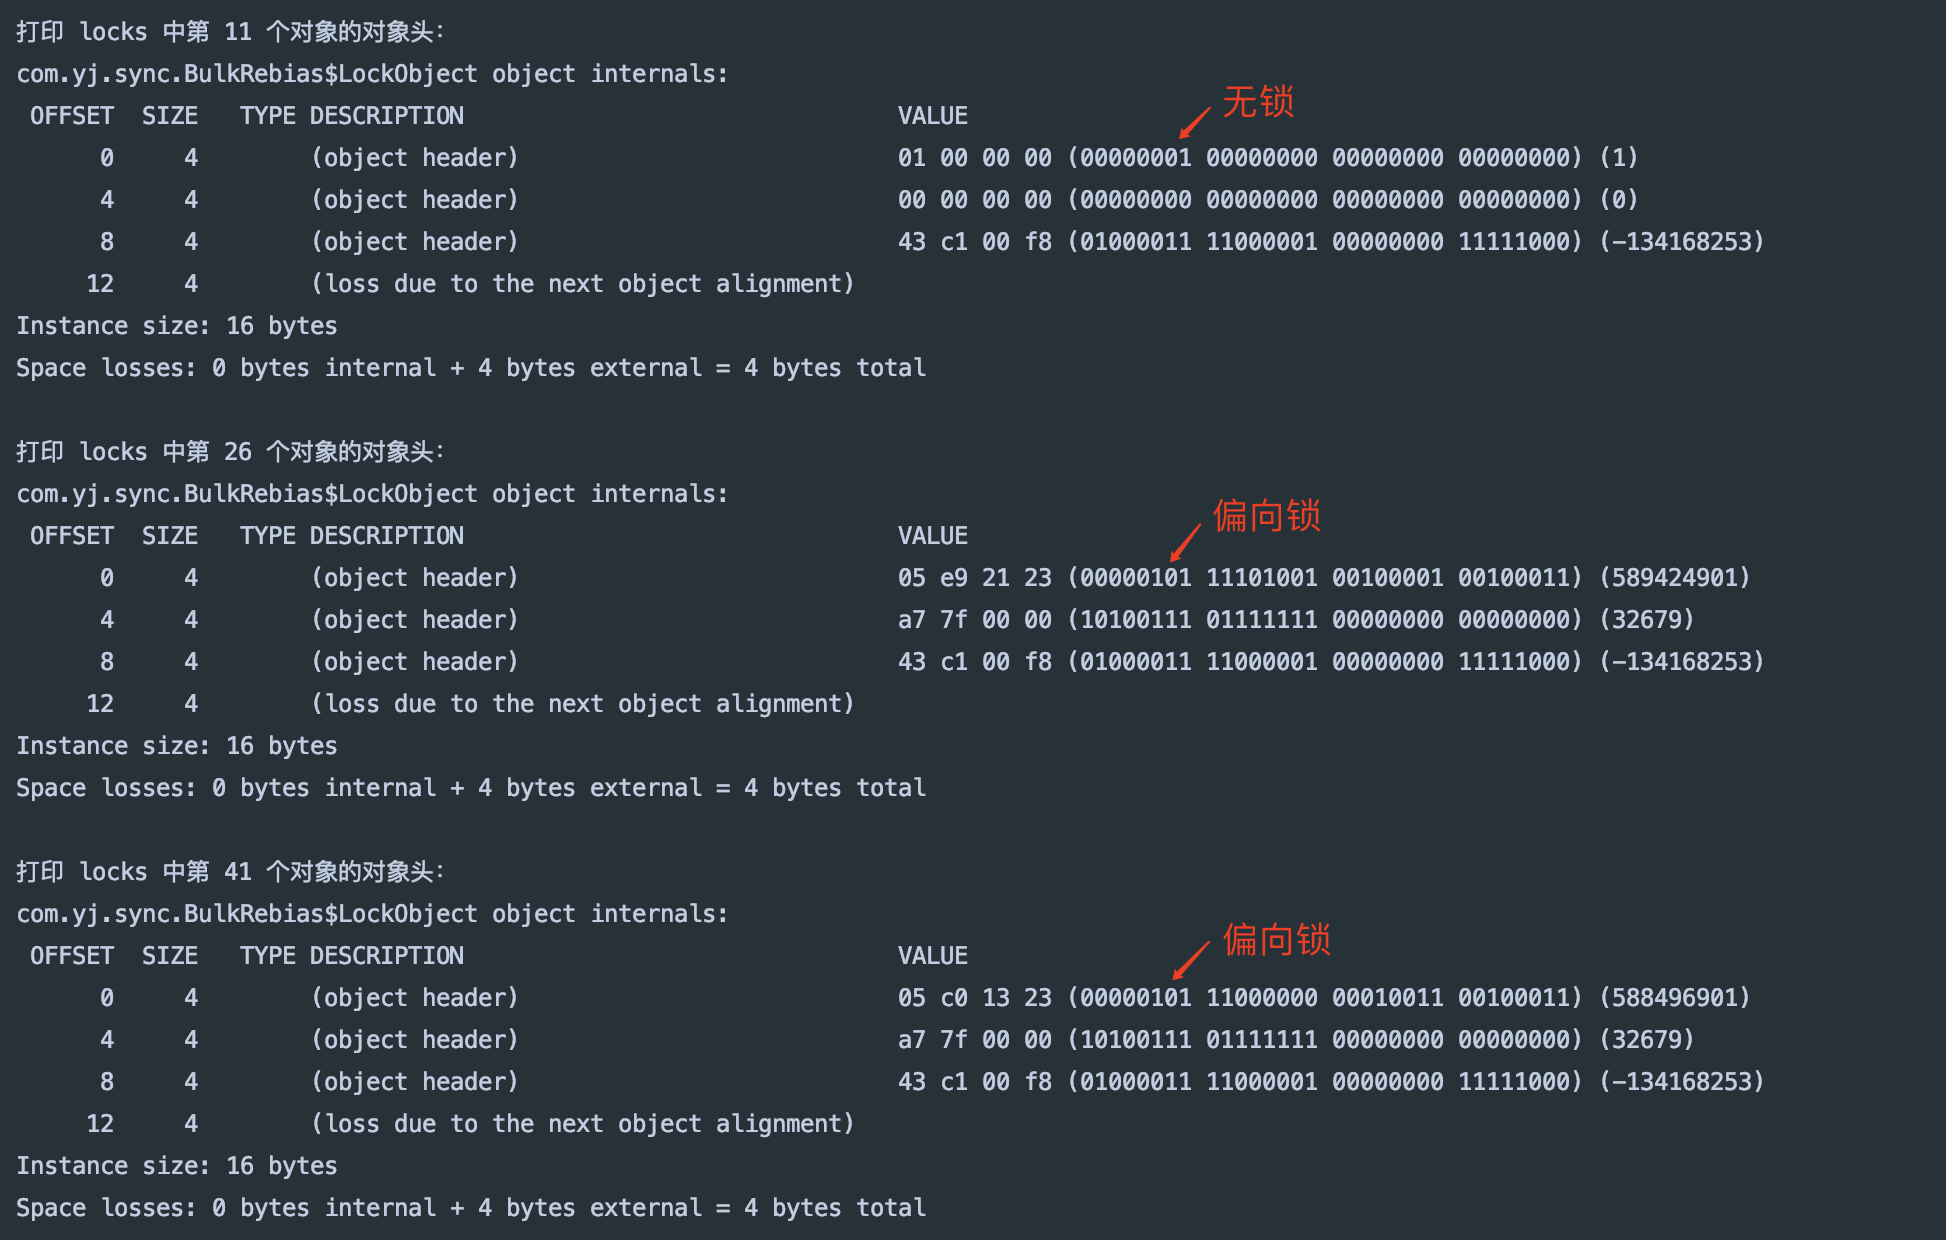 打印 locks 中第 11 个对象的对象头：
com.yj.sync.BulkRebias$LockObject object internals:
无锁
OFFSET  SIZE   TYPE DESCRIPTION                               VALUE
0     4        (object header)                           01 00 00 00 (00000001 00000000 00000000 00000000) (1)
4     4        (object header)                           00 00 00 00 (00000000 00000000 00000000 00000000) (0)
8     4        (object header)                           43 c1 00 f8 (01000011 11000001 00000000 11111000) (-134168253)
12     4        (loss due to the next object alignment)
Instance size: 16 bytes
Space losses: 0 bytes internal + 4 bytes external = 4 bytes total
打印 locks 中第 26 个对象的对象头：
com.yj.sync.BulkRebias$LockObject object internals:
偏向锁
OFFSET  SIZE   TYPE DESCRIPTION                               VALUE
0     4        (object header)                           05 e9 21 23 (00000101 11101001 00100001 00100011) (589424901)
4     4        (object header)                           a7 7f 00 00 (10100111 01111111 00000000 00000000) (32679)
8     4        (object header)                           43 c1 00 f8 (01000011 11000001 00000000 11111000) (-134168253)
12     4        (loss due to the next object alignment)
Instance size: 16 bytes
Space losses: 0 bytes internal + 4 bytes external = 4 bytes total
打印 locks 中第 41 个对象的对象头：
com.yj.sync.BulkRebias$LockObject object internals:
偏向锁
OFFSET  SIZE   TYPE DESCRIPTION                               VALUE
0     4        (object header)                           05 c0 13 23 (00000101 11000000 00010011 00100011) (588496901)
4     4        (object header)                           a7 7f 00 00 (10100111 01111111 00000000 00000000) (32679)
8     4        (object header)                           43 c1 00 f8 (01000011 11000001 00000000 11111000) (-134168253)
12     4        (loss due to the next object alignment)
Instance size: 16 bytes
Space losses: 0 bytes internal + 4 bytes external = 4 bytes total